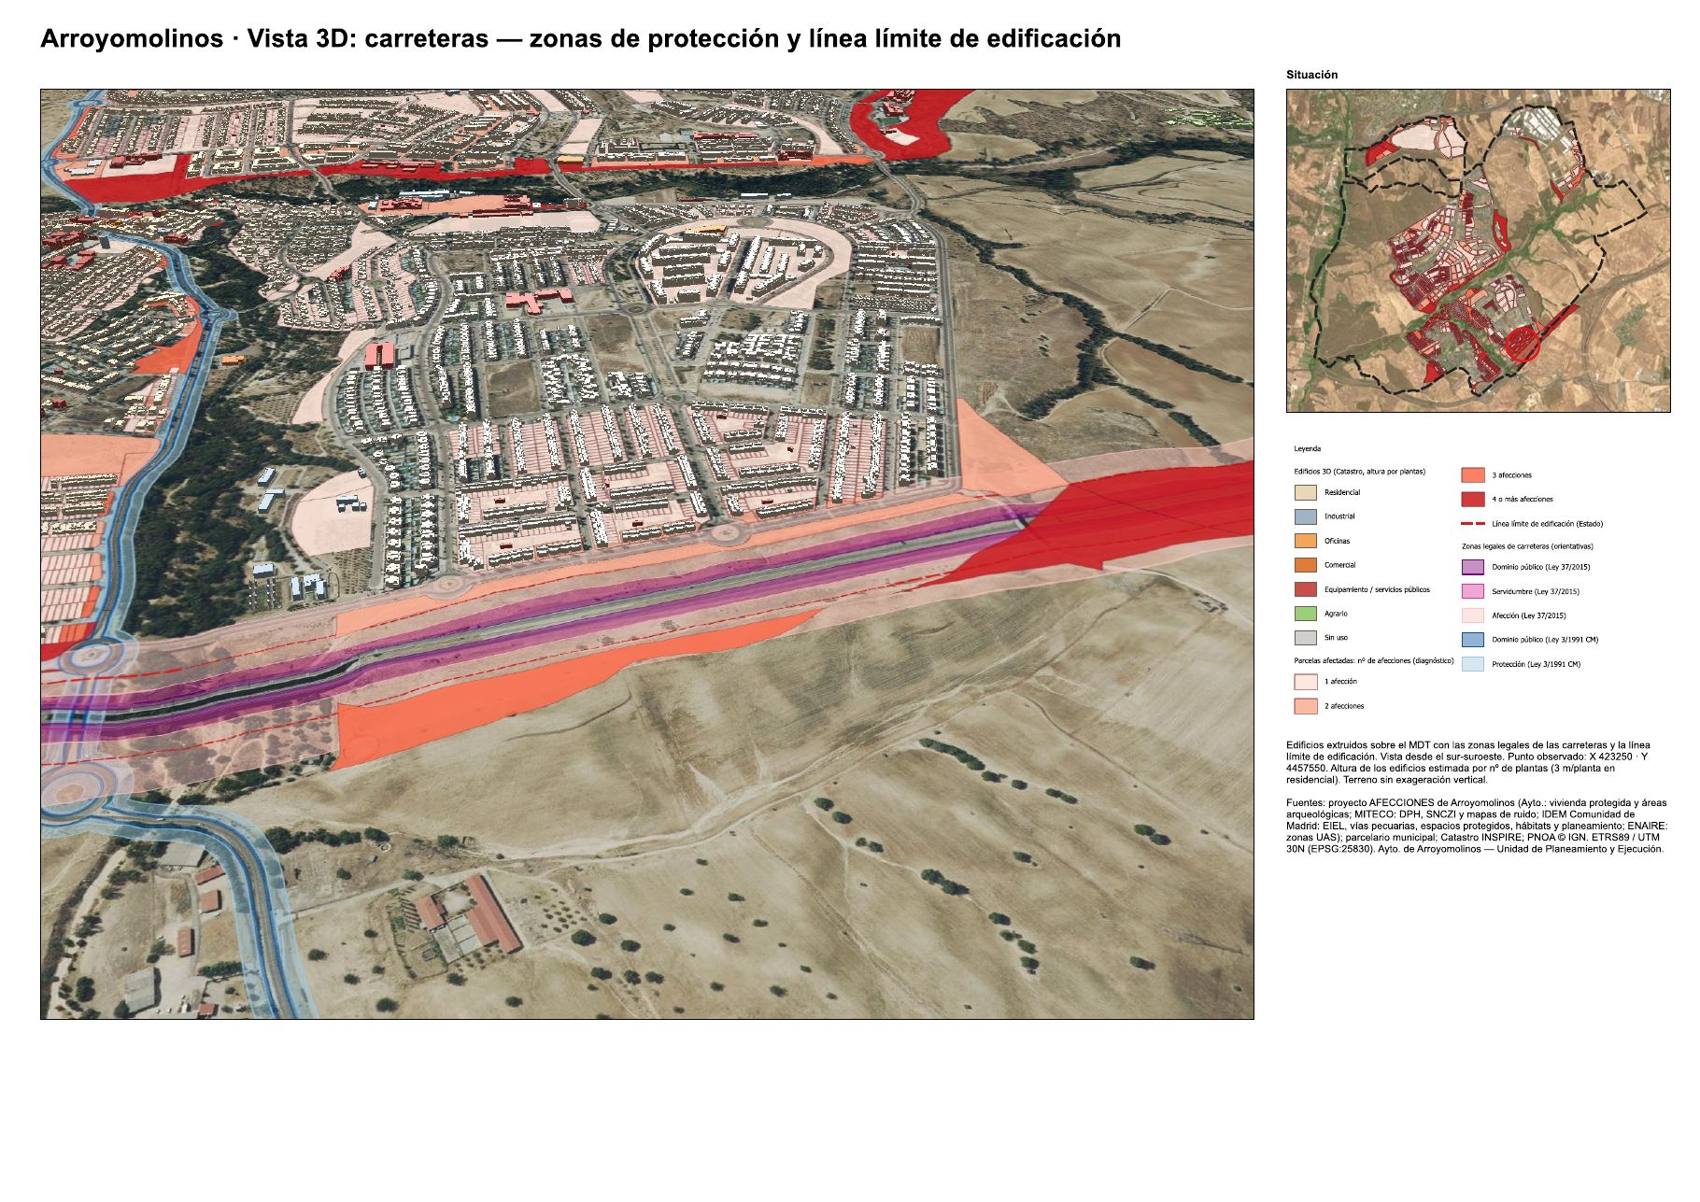 Arroyomolinos · Vista 3D: carreteras — zonas de protección y línea límite de edificación
Situación
Leyenda
Edificios 3D (Catastro, altura por plantas)
Residencial
Industrial
Oficinas
Comercial
Equipamiento / servicios públicos
Agrario
Sin uso
Parcelas afectadas: nº de afecciones (diagnóstico)
1 afección
2 afecciones
3 afecciones
4 o más afecciones
Línea límite de edificación (Estado)
Zonas legales de carreteras (orientativas)
Dominio público (Ley 37/2015)
Servidumbre (Ley 37/2015)
Afección (Ley 37/2015)
Dominio público (Ley 3/1991 CM)
Protección (Ley 3/1991 CM)
Edificios extruidos sobre el MDT con las zonas legales de las carreteras y la línea
límite de edificación. Vista desde el sur-suroeste. Punto observado: X 423250 · Y
4457550. Altura de los edificios estimada por nº de plantas (3 m/planta en
residencial). Terreno sin exageración vertical.
Fuentes: proyecto AFECCIONES de Arroyomolinos (Ayto.: vivienda protegida y áreas
arqueológicas; MITECO: DPH, SNCZI y mapas de ruido; IDEM Comunidad de
Madrid: EIEL, vías pecuarias, espacios protegidos, hábitats y planeamiento; ENAIRE:
zonas UAS); parcelario municipal; Catastro INSPIRE; PNOA © IGN. ETRS89 / UTM
30N (EPSG:25830). Ayto. de Arroyomolinos — Unidad de Planeamiento y Ejecución.